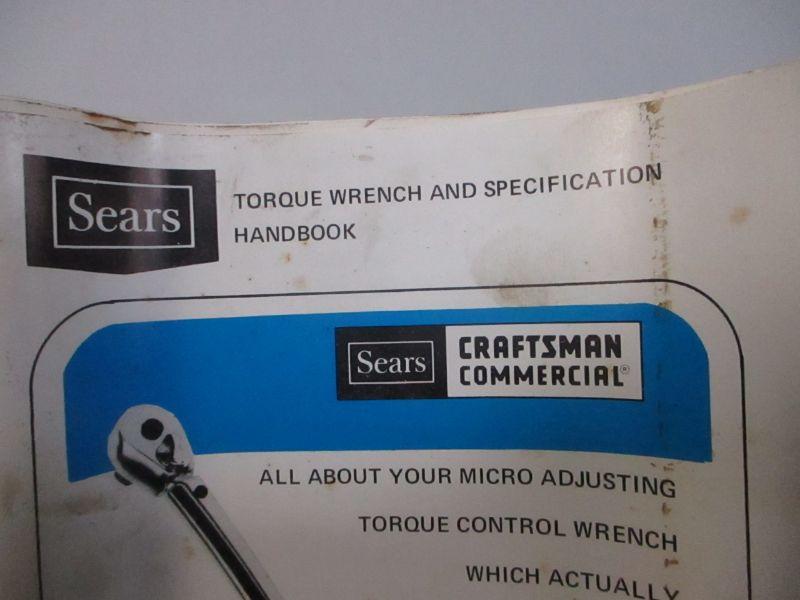 Sears
TORQUE WRENCH AND SPECIFICATION
HANDBOOK
Sears
CRAFTSMAN
COMMERCIAL®
ALL ABOUT YOUR MICRO ADJUSTING
TORQUE CONTROL WRENCH
WHICH ACTUALLY